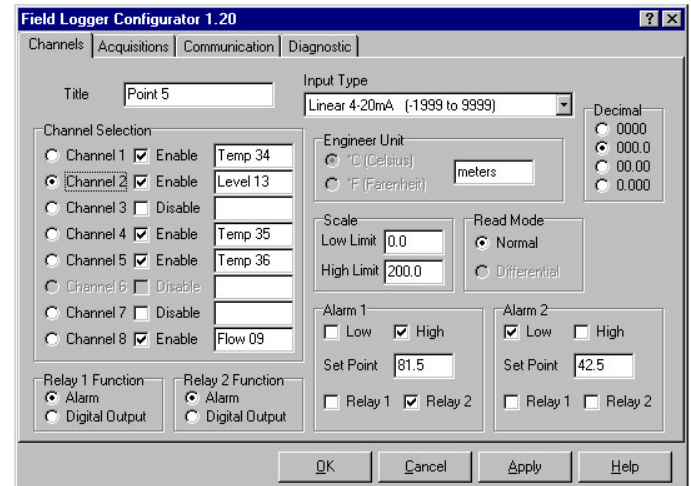 Field Logger Configurator 1.20
Channels Acquisitions Communication Diagnostic
Title Point 5
Input Type
Linear 4-20mA (-1999 to 9999)
Decimal
0000
000.0
00.00
0.000
Channel Selection
Channel 1 Enable Temp 34
Channel 2 Enable Level 13
Channel 3 Disable
Channel 4 Enable Temp 35
Channel 5 Enable Temp 36
Channel 6 Disable
Channel 7 Disable
Channel 8 Enable Flow 09
Engineer Unit
°C (Celsius)
°F (Farenheit)
meters
Scale
Low Limit 0.0
High Limit 200.0
Read Mode
Normal
Differential
Alarm 1
Low High
Set Point 81.5
Relay 1 Relay 2
Alarm 2
Low High
Set Point 42.5
Relay 1 Relay 2
Relay 1 Function
Alarm
Digital Output
Relay 2 Function
Alarm
Digital Output
OK Cancel Apply Help